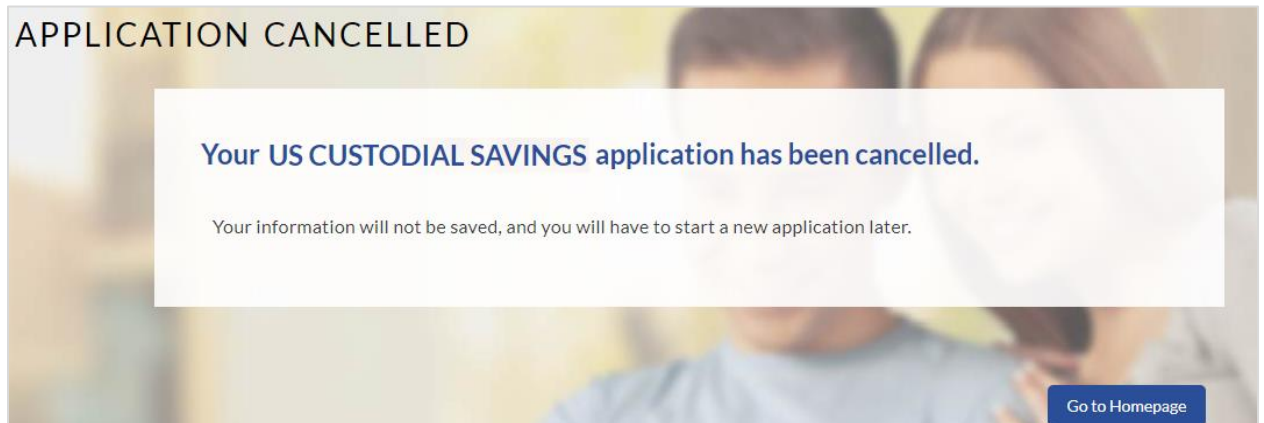 APPLICATION CANCELLED
Your US CUSTODIAL SAVINGS application has been cancelled.
Your information will not be saved, and you will have to start a new application later.
Go to Homepage